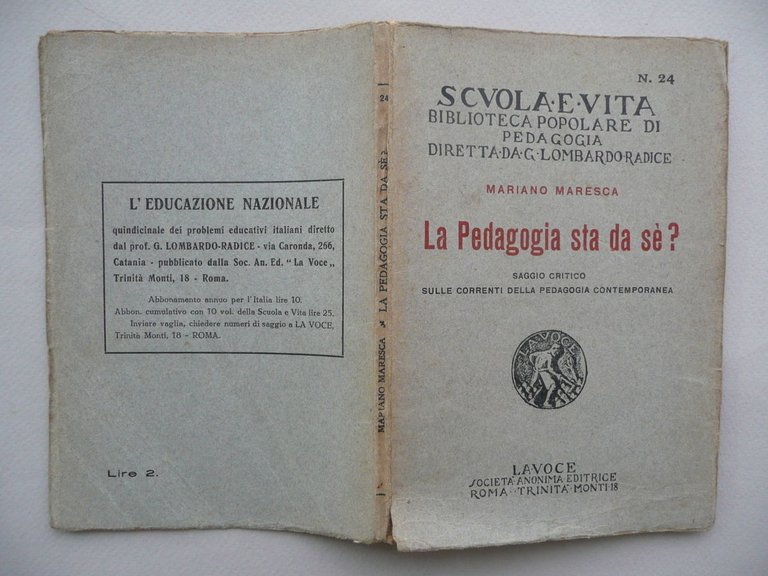 L' EDUCAZIONE NAZIONALE
quindicinale dei problemi educativi italiani diretto
dal prof. G. LOMBARDO-RADICE - via Caronda, 266,
Catania - pubblicato dalla Soc. An. Ed. “ La Voce „
Trinità Monti, 18 - Roma.
Abbonamento annuo per l'Italia lire 10.
Abbon. cumulativo con 10 vol. della Scuola e Vita lire 25.
Inviare vaglia, chiedere numeri di saggio a LA VOCE,
Trinità Monti, 18 - ROMA.
Lire 2.
24
MARIANO MARESCA LA PEDAGOGIA STA DA SÈ?
N. 24
SCVOLA·E·VITA
BIBLIOTECA POPOLARE DI
PEDAGOGIA
DIRETTA·DA·G·LOMBARDO·RADICE
MARIANO MARESCA
La Pedagogia sta da sè?
SAGGIO CRITICO
SULLE CORRENTI DELLA PEDAGOGIA CONTEMPORANEA
LA VOCE
LA VOCE
SOCIETÀ ANONIMA EDITRICE
ROMA · TRINITÀ · MONTI · 18